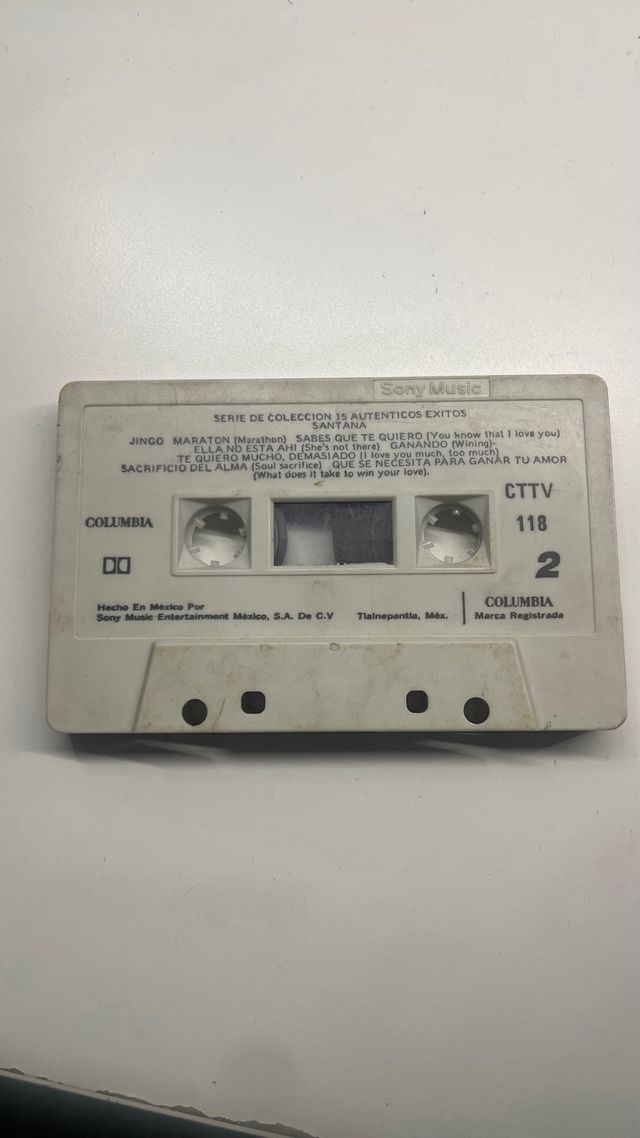 Sony Music
SERIE DE COLECCION 15 AUTENTICOS EXITOS
SANTANA
JINGO MARATON (Marathon) SABES QUE TE QUIERO (You know that I love you)
ELLA NO ESTA AHI (She's not there) GANANDO (Wining)-
TE QUIERO MUCHO, DEMASIADO (I love you much, too much)
SACRIFICIO DEL ALMA (Soul sacrifice) QUE SE NECESITA PARA GANAR TU AMOR
(What does it take to win your love).
CTTV
COLUMBIA 118
2
Hecho En México Por
Sony Music Entertainment México, S.A. De C.V Tlalnepantla, Méx.
COLUMBIA
Marca Registrada